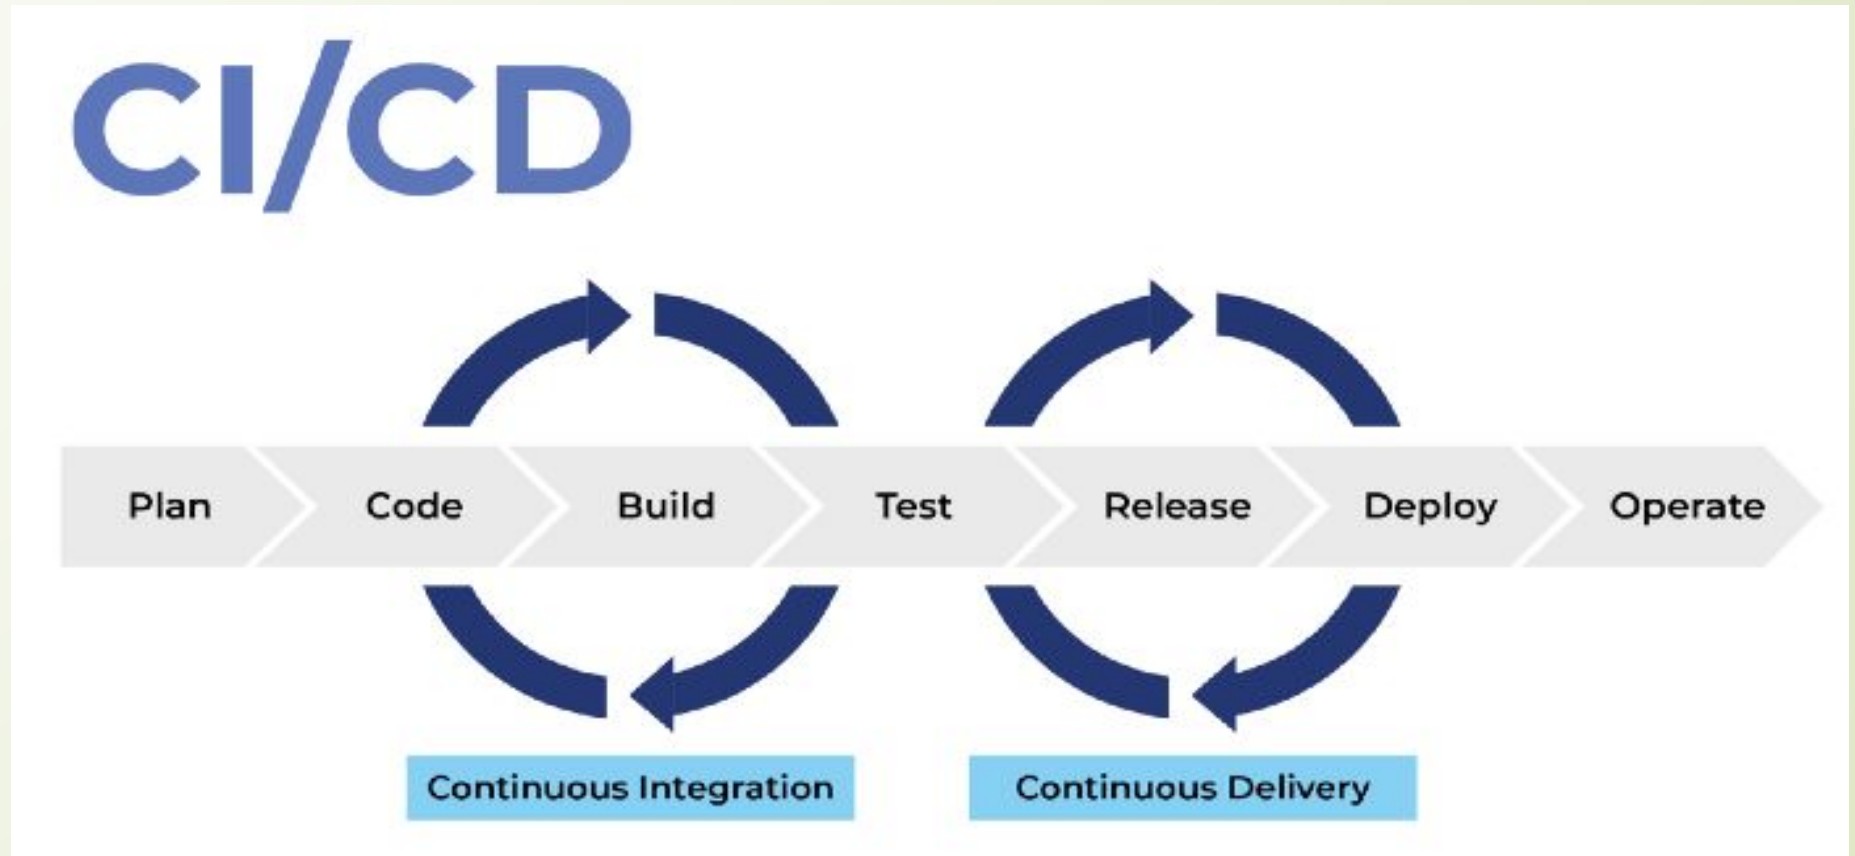 CI/CD
Plan Code Build Test Release Deploy Operate
Continuous Integration Continuous Delivery